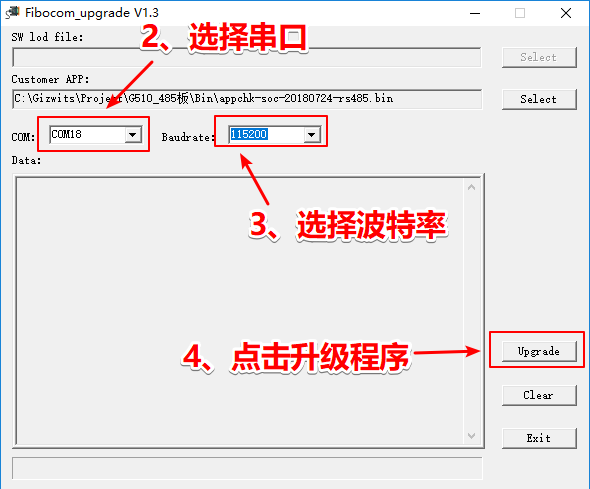 Fibocom_upgrade V1.3
SW lod file:
2、选择串口
Select
Customer APP:
C:\Gizwits\Project\G510_485板\Bin\appchk-soc-20180724-rs485.bin
Select
COM:
COM18
Baudrate:
115200
Data:
3、选择波特率
4、点击升级程序
Upgrade
Clear
Exit